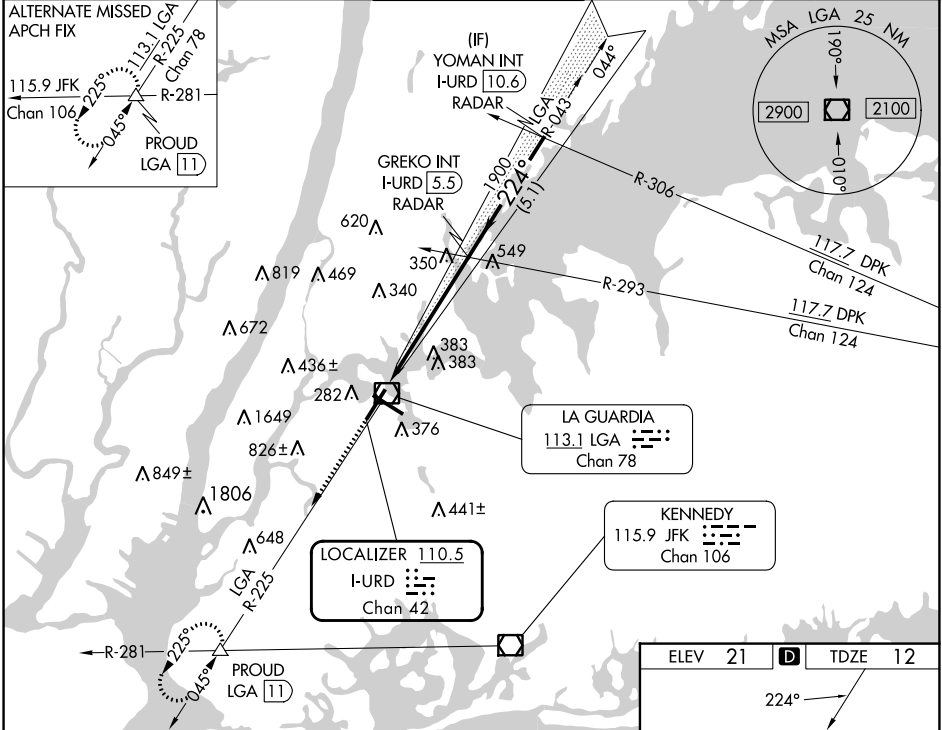 ALTERNATE MISSED
APCH FIX
113.1 LGA
R-225
Chan 78
115.9 JFK
Chan 106
R-281
225°
045°
PROUD
LGA 11
(IF)
YOMAN INT
I-URD 10.6
RADAR
LGA
R-043
044°
GREKO INT
I-URD 5.5
RADAR
1900
224°
(5.1)
MSA LGA 25 NM
190°
2900
2100
010°
R-306
117.7 DPK
Chan 124
R-293
117.7 DPK
Chan 124
620
350
549
819
469
340
672
383
383
436±
282
1649
376
826±
849±
1806
441±
648
LA GUARDIA
113.1 LGA
Chan 78
KENNEDY
115.9 JFK
Chan 106
LOCALIZER 110.5
I-URD
Chan 42
LGA
R-225
R-281
225°
045°
PROUD
LGA 11
ELEV 21 D TDZE 12
224°